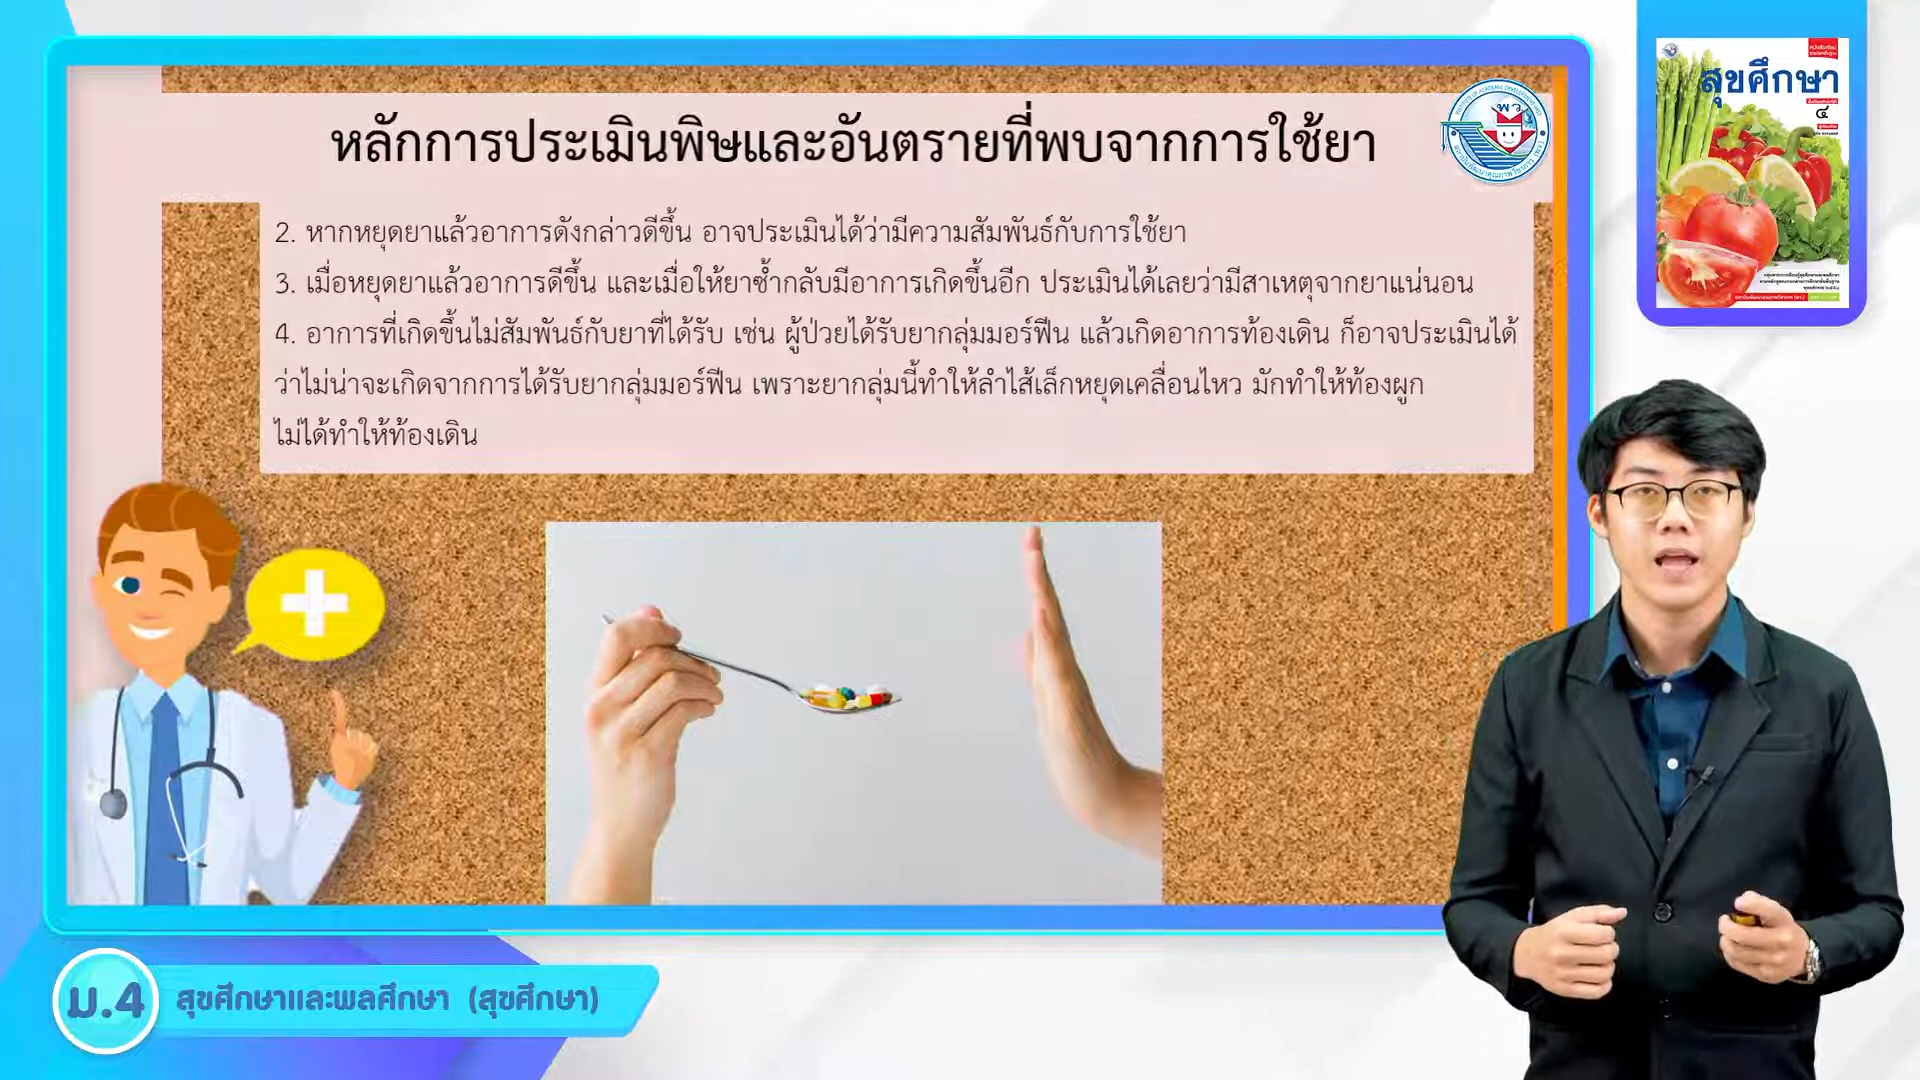 หลักการประเมินพิษและอันตรายที่พบจากการใช้ยา
2. หากหยุดยาแล้วอาการดังกล่าวดีขึ้น อาจประเมินได้ว่ามีความสัมพันธ์กับการใช้ยา
3. เมื่อหยุดยาแล้วอาการดีขึ้น และเมื่อให้ยาซ้ำกลับมีอาการเกิดขึ้นอีก ประเมินได้เลยว่ามีสาเหตุจากยาแน่นอน
4. อาการที่เกิดขึ้นไม่สัมพันธ์กับยาที่ได้รับ เช่น ผู้ป่วยได้รับยากลุ่มมอร์ฟีน แล้วเกิดอาการท้องเดิน ก็อาจประเมินได้
ว่าไม่น่าจะเกิดจากการได้รับยากลุ่มมอร์ฟีน เพราะยากลุ่มนี้ทำให้ลำไส้เล็กหยุดเคลื่อนไหว มักทำให้ท้องผูก
ไม่ได้ทำให้ท้องเดิน
พว
สุขศึกษา
๔
ม.4 สุขศึกษาและพลศึกษา (สุขศึกษา)